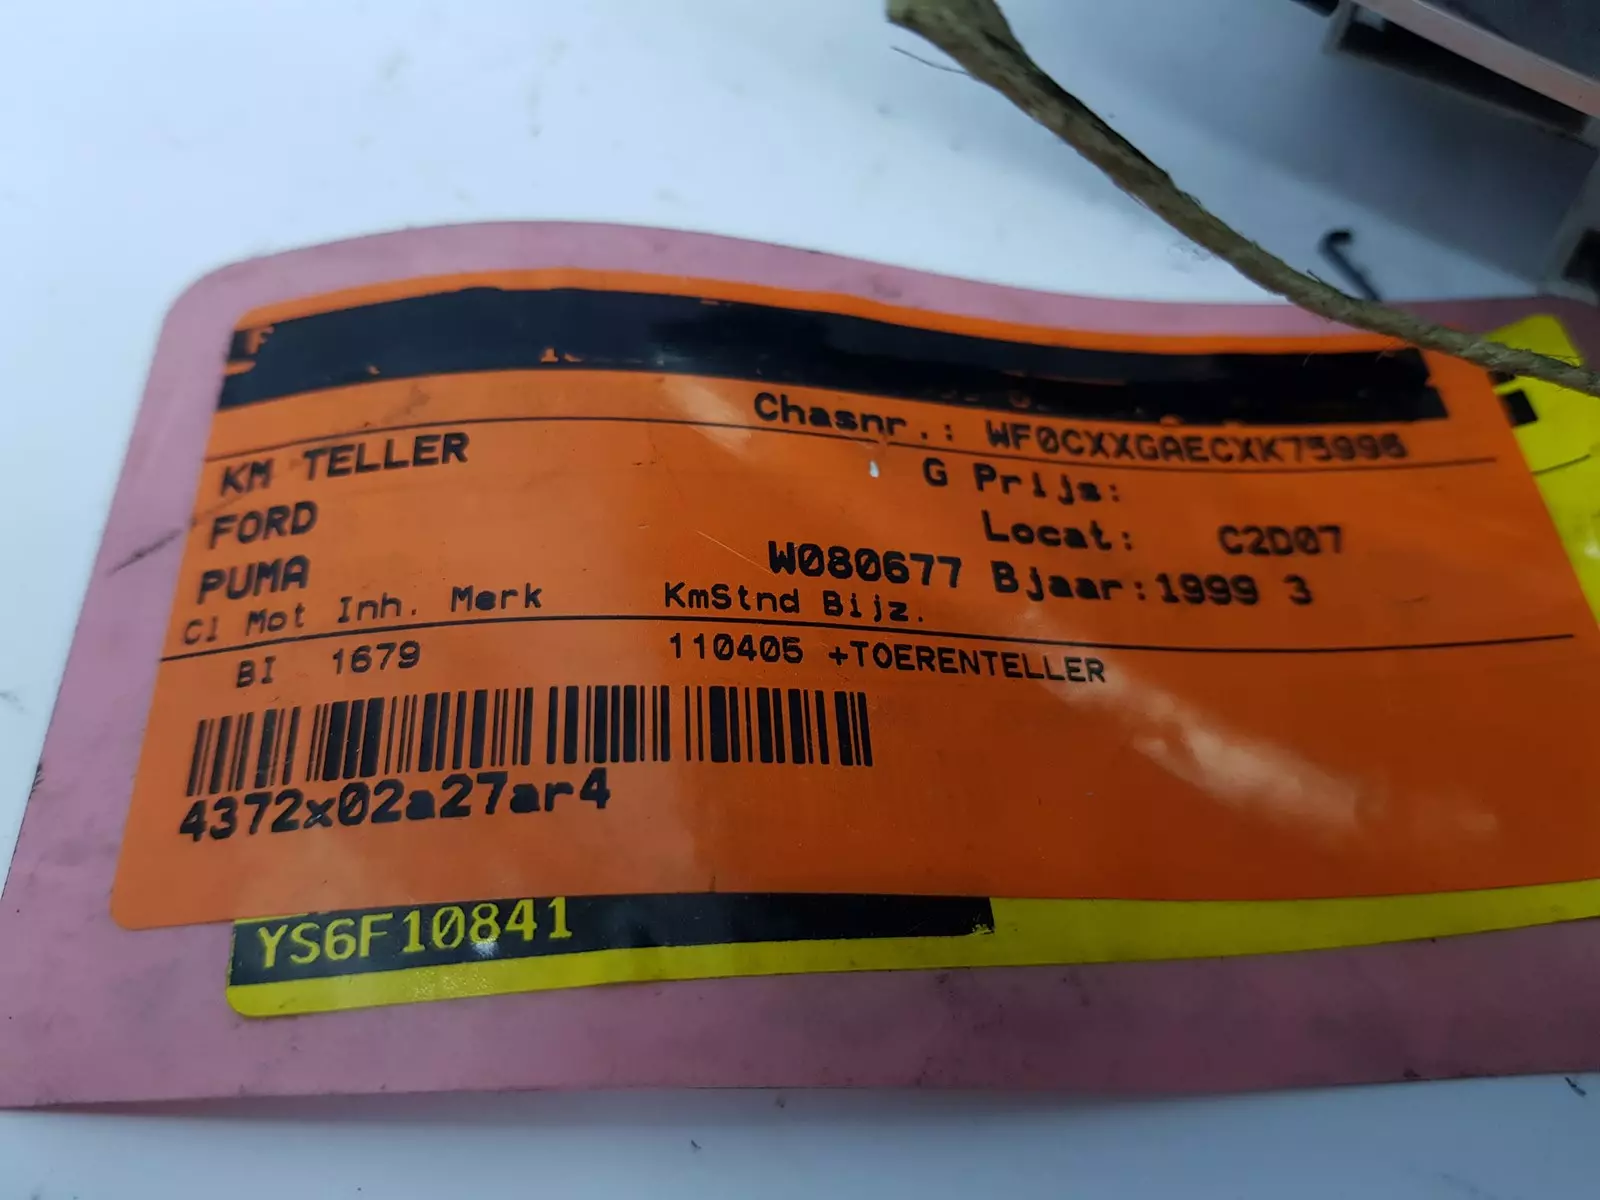 Chasnr.: WF0CXXGAECXK75996
KM TELLER
G Prijs:
FORD
Locat: C2D07
PUMA
W080677 Bjaar:1999 3
Cl Mot Inh. Merk KmStnd Bijz.
BI 1679 110405 +TOERENTELLER
4372x02a27ar4
YS6F10841